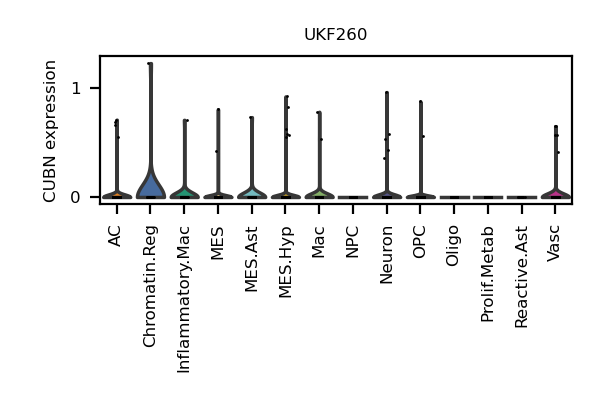 UKF260
CUBN expression
1
0
AC
Chromatin.Reg
Inflammatory.Mac
MES
MES.Ast
MES.Hyp
Mac
NPC
Neuron
OPC
Oligo
Prolif.Metab
Reactive.Ast
Vasc